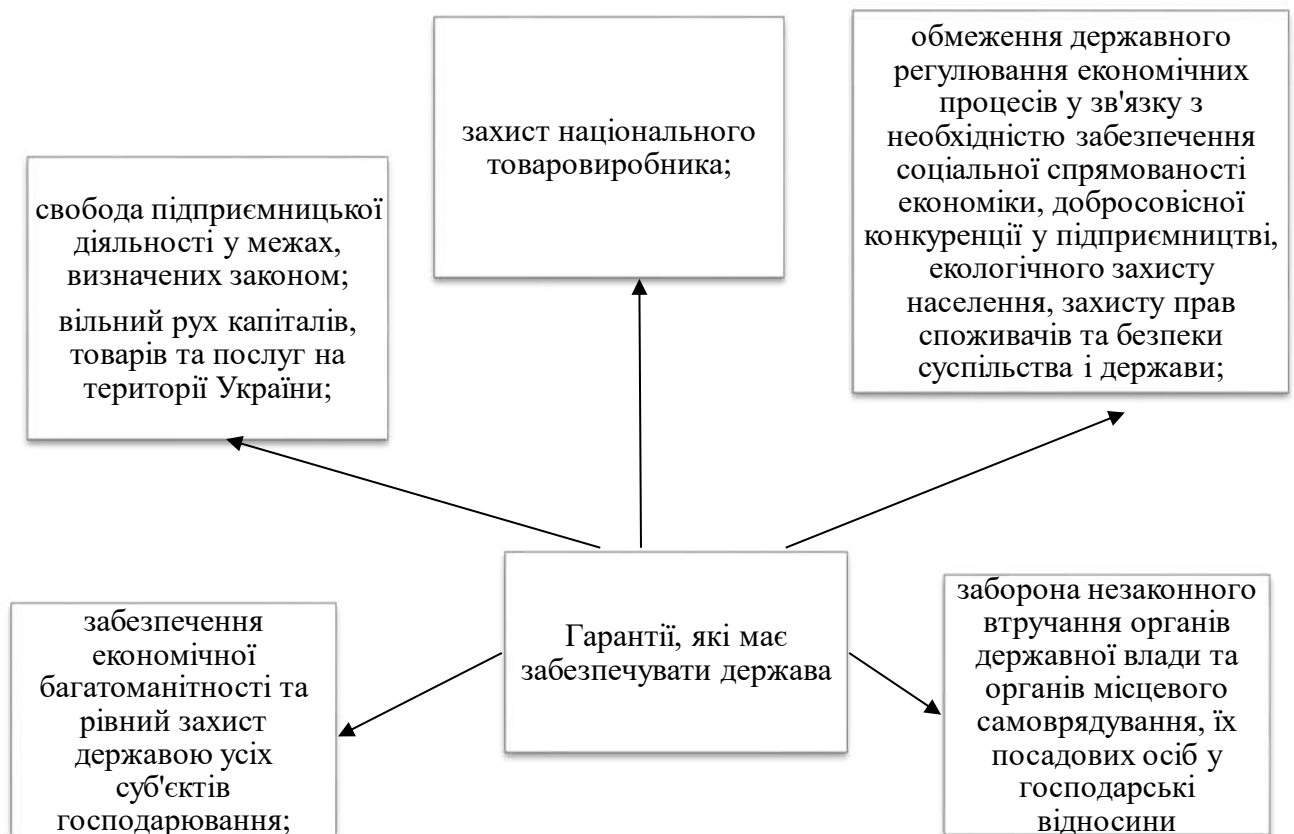 обмеження державного
регулювання економічних
процесів у зв'язку з
необхідністю забезпечення
соціальної спрямованості
економіки, добросовісної
конкуренції у підприємництві,
екологічного захисту
населення, захисту прав
споживачів та безпеки
суспільства і держави;
захист національного
товаровиробника;
свобода підприємницької
діяльності у межах,
визначених законом;
вільний рух капіталів,
товарів та послуг на
території України;
Гарантії, які має
забезпечувати держава
забезпечення
економічної
багатоманітності та
рівний захист
державою усіх
суб'єктів
господарювання;
заборона незаконного
втручання органів
державної влади та
органів місцевого
самоврядування, їх
посадових осіб у
господарські
відносини